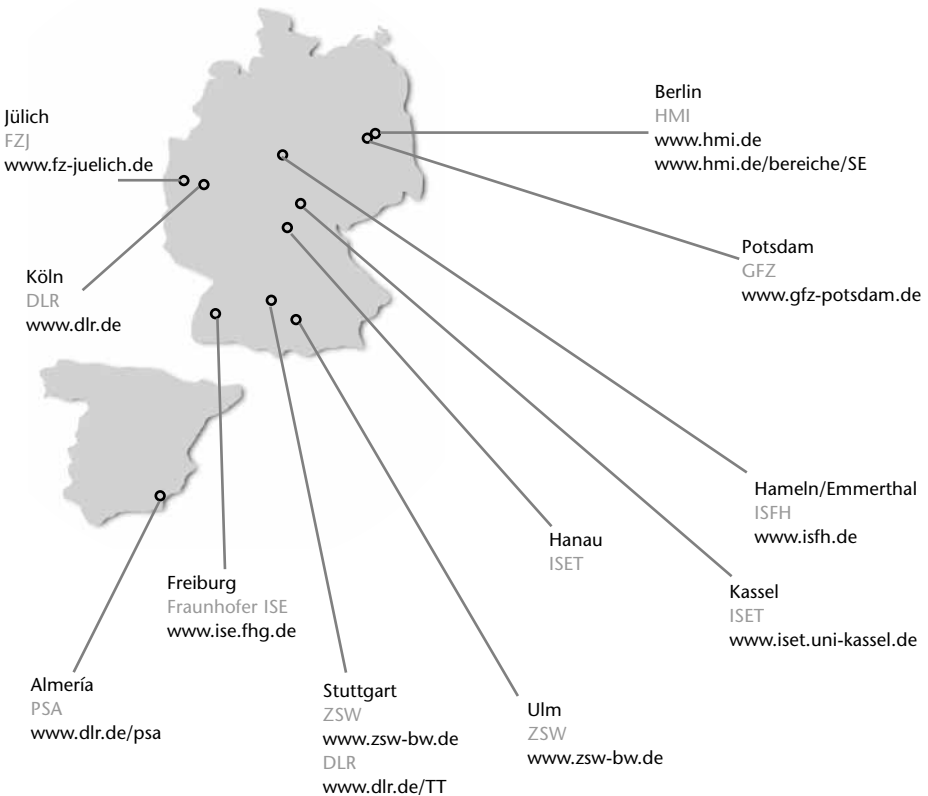 Jülich
FZJ
www.fz-juelich.de
Berlin
HMI
www.hmi.de
www.hmi.de/bereiche/SE
Potsdam
GFZ
www.gfz-potsdam.de
Köln
DLR
www.dlr.de
Hameln/Emmerthal
ISFH
www.isfh.de
Hanau
ISET
Kassel
ISET
www.iset.uni-kassel.de
Freiburg
Fraunhofer ISE
www.ise.fhg.de
Almería
PSA
www.dlr.de/psa
Stuttgart
ZSW
www.zsw-bw.de
DLR
www.dlr.de/TT
Ulm
ZSW
www.zsw-bw.de